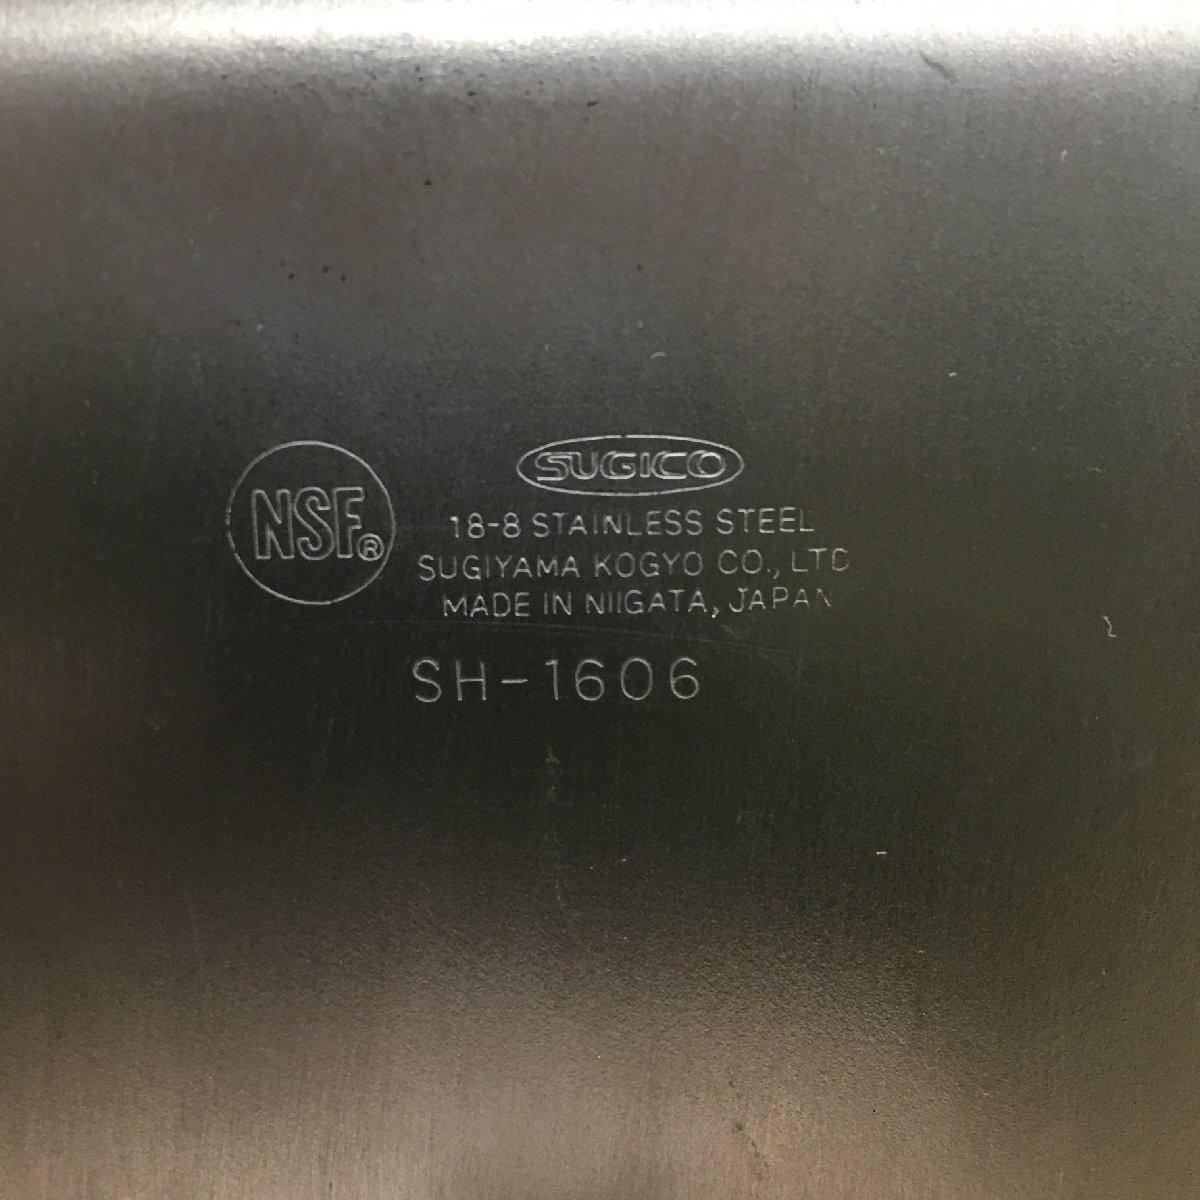 NSF®
SUGICO
18-8 STAINLESS STEEL
SUGIYAMA KOGYO CO., LTD
MADE IN NIIGATA, JAPAN
SH-1606